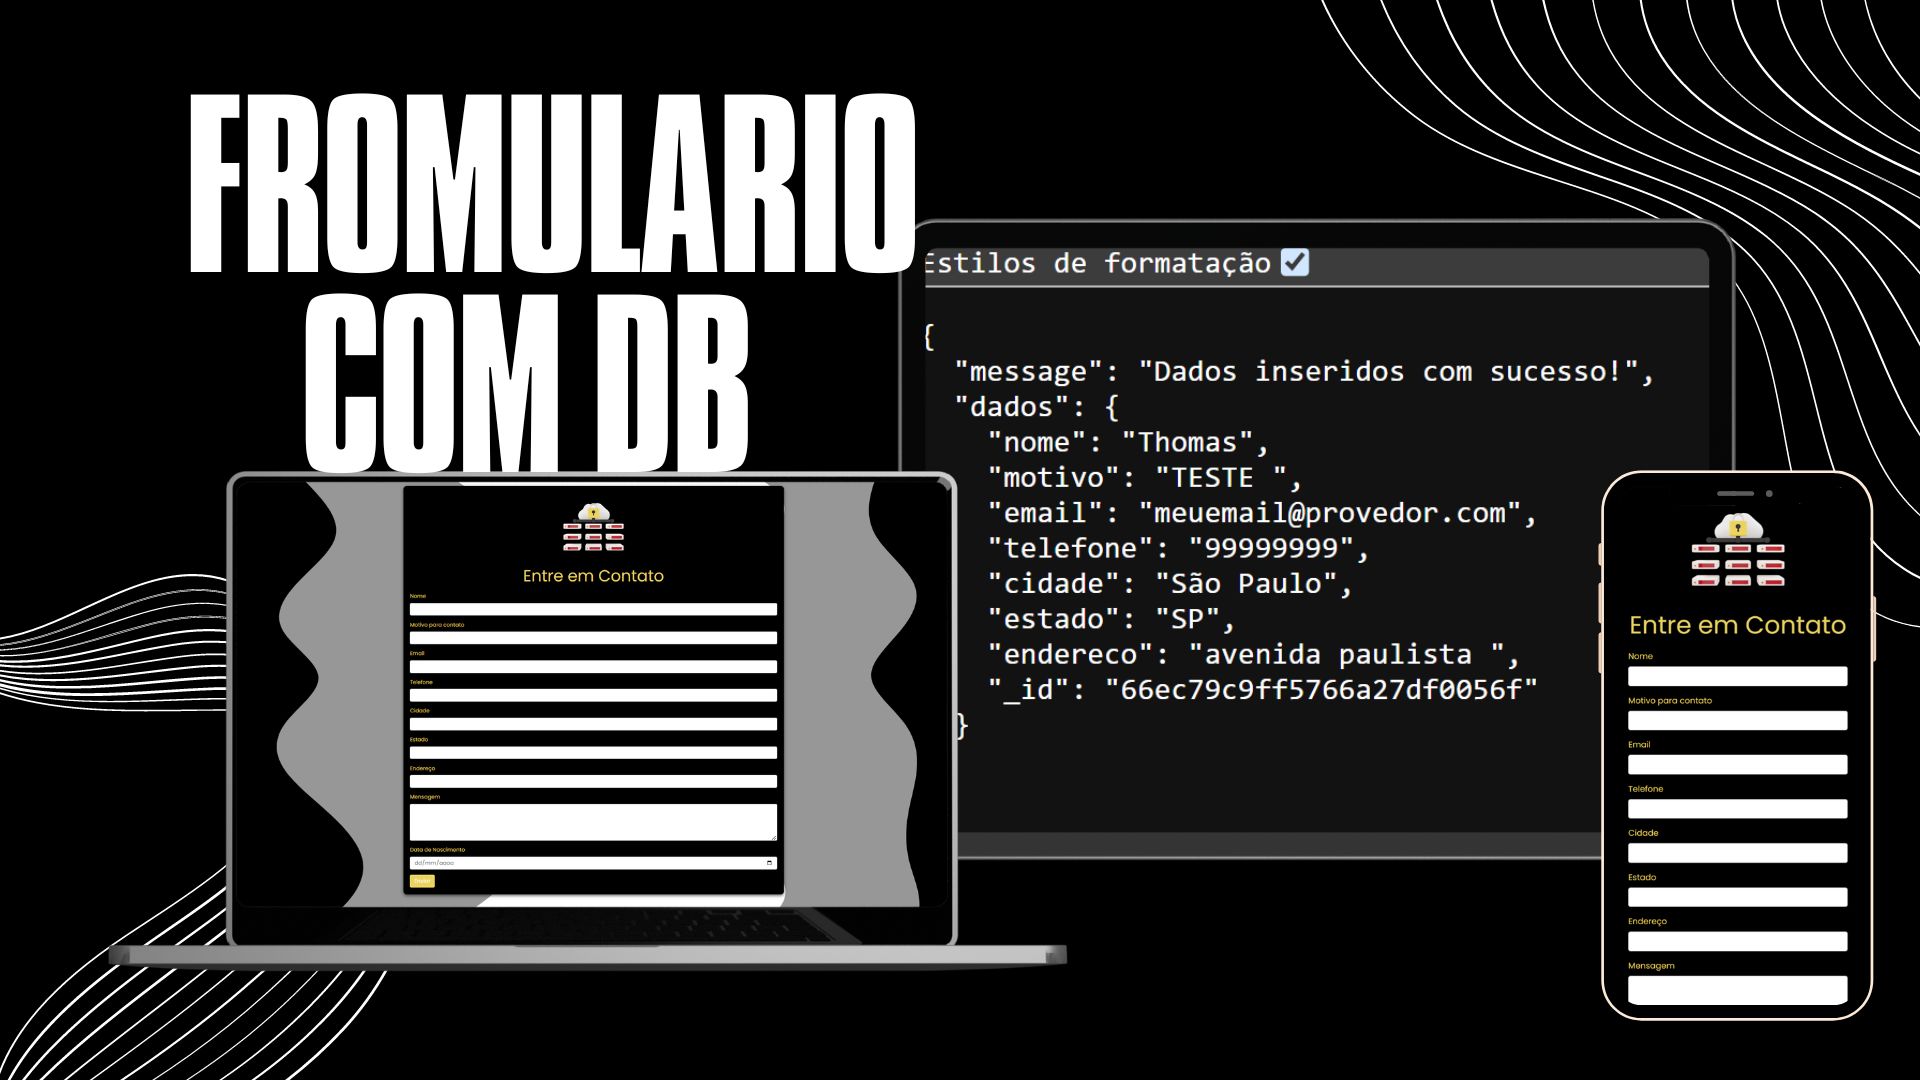 FROMULARIO
COM DB
Estilos de formatação
{
"message": "Dados inseridos com sucesso!",
"dados": {
"nome": "Thomas",
"motivo": "TESTE ",
"email": "meuemail@provedor.com",
"telefone": "99999999",
"cidade": "São Paulo",
"estado": "SP",
"endereco": "avenida paulista ",
"_id": "66ec79c9ff5766a27df0056f"
}
Entre em Contato
Nome
Motivo para contato
Email
Telefone
Cidade
Estado
Endereço
Mensagem
Data de Nascimento
dd/mm/aaaa
Enviar
Entre em Contato
Nome
Motivo para contato
Email
Telefone
Cidade
Estado
Endereço
Mensagem